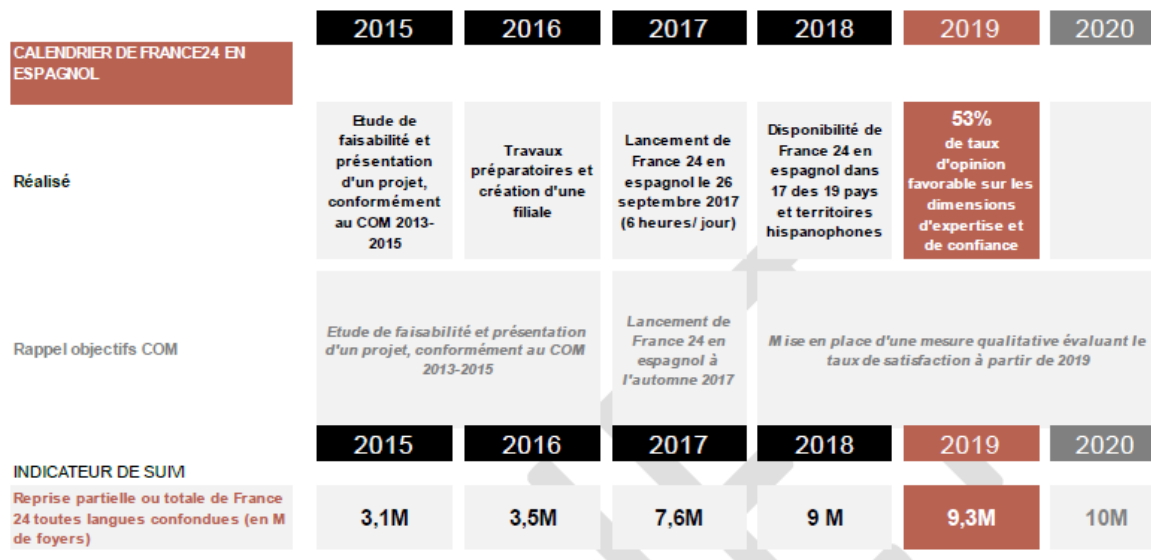 2015 2016 2017 2018 2019 2020
CALENDRIER DE FRANCE24 EN
ESPAGNOL
Réalisé
Etude de
faisabilité et
présentation
d'un projet,
conformément
au COM 2013-
2015
Travaux
préparatoires et
création d'une
filiale
Lancement de
France 24 en
espagnol le 26
septembre 2017
(6 heures/ jour)
Disponibilité de
France 24 en
espagnol dans
17 des 19 pays
et territoires
hispanophones
53%
de taux
d'opinion
favorable sur les
dimensions
d'expertise et
de confiance
Rappel objectifs COM
Etude de faisabilité et présentation
d'un projet, conformément au COM
2013-2015
Lancement de
France 24 en
espagnol à
l'automne 2017
Mise en place d'une mesure qualitative évaluant le
taux de satisfaction à partir de 2019
2015 2016 2017 2018 2019 2020
INDICATEUR DE SUIVI
Reprise partielle ou totale de France
24 toutes langues confondues (en M
de foyers)
3,1M 3,5M 7,6M 9 M 9,3M 10M